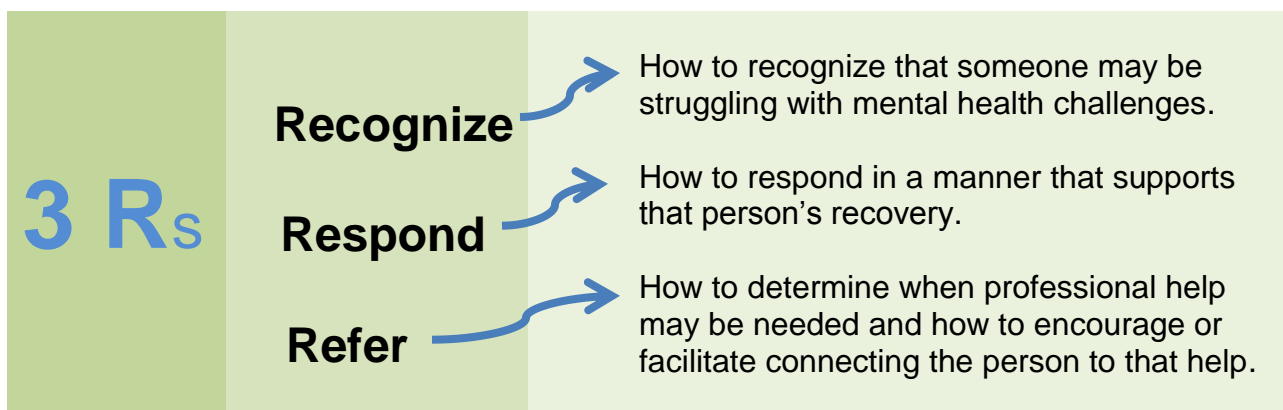 3 Rs
Recognize
How to recognize that someone may be
struggling with mental health challenges.
Respond
How to respond in a manner that supports
that person’s recovery.
Refer
How to determine when professional help
may be needed and how to encourage or
facilitate connecting the person to that help.